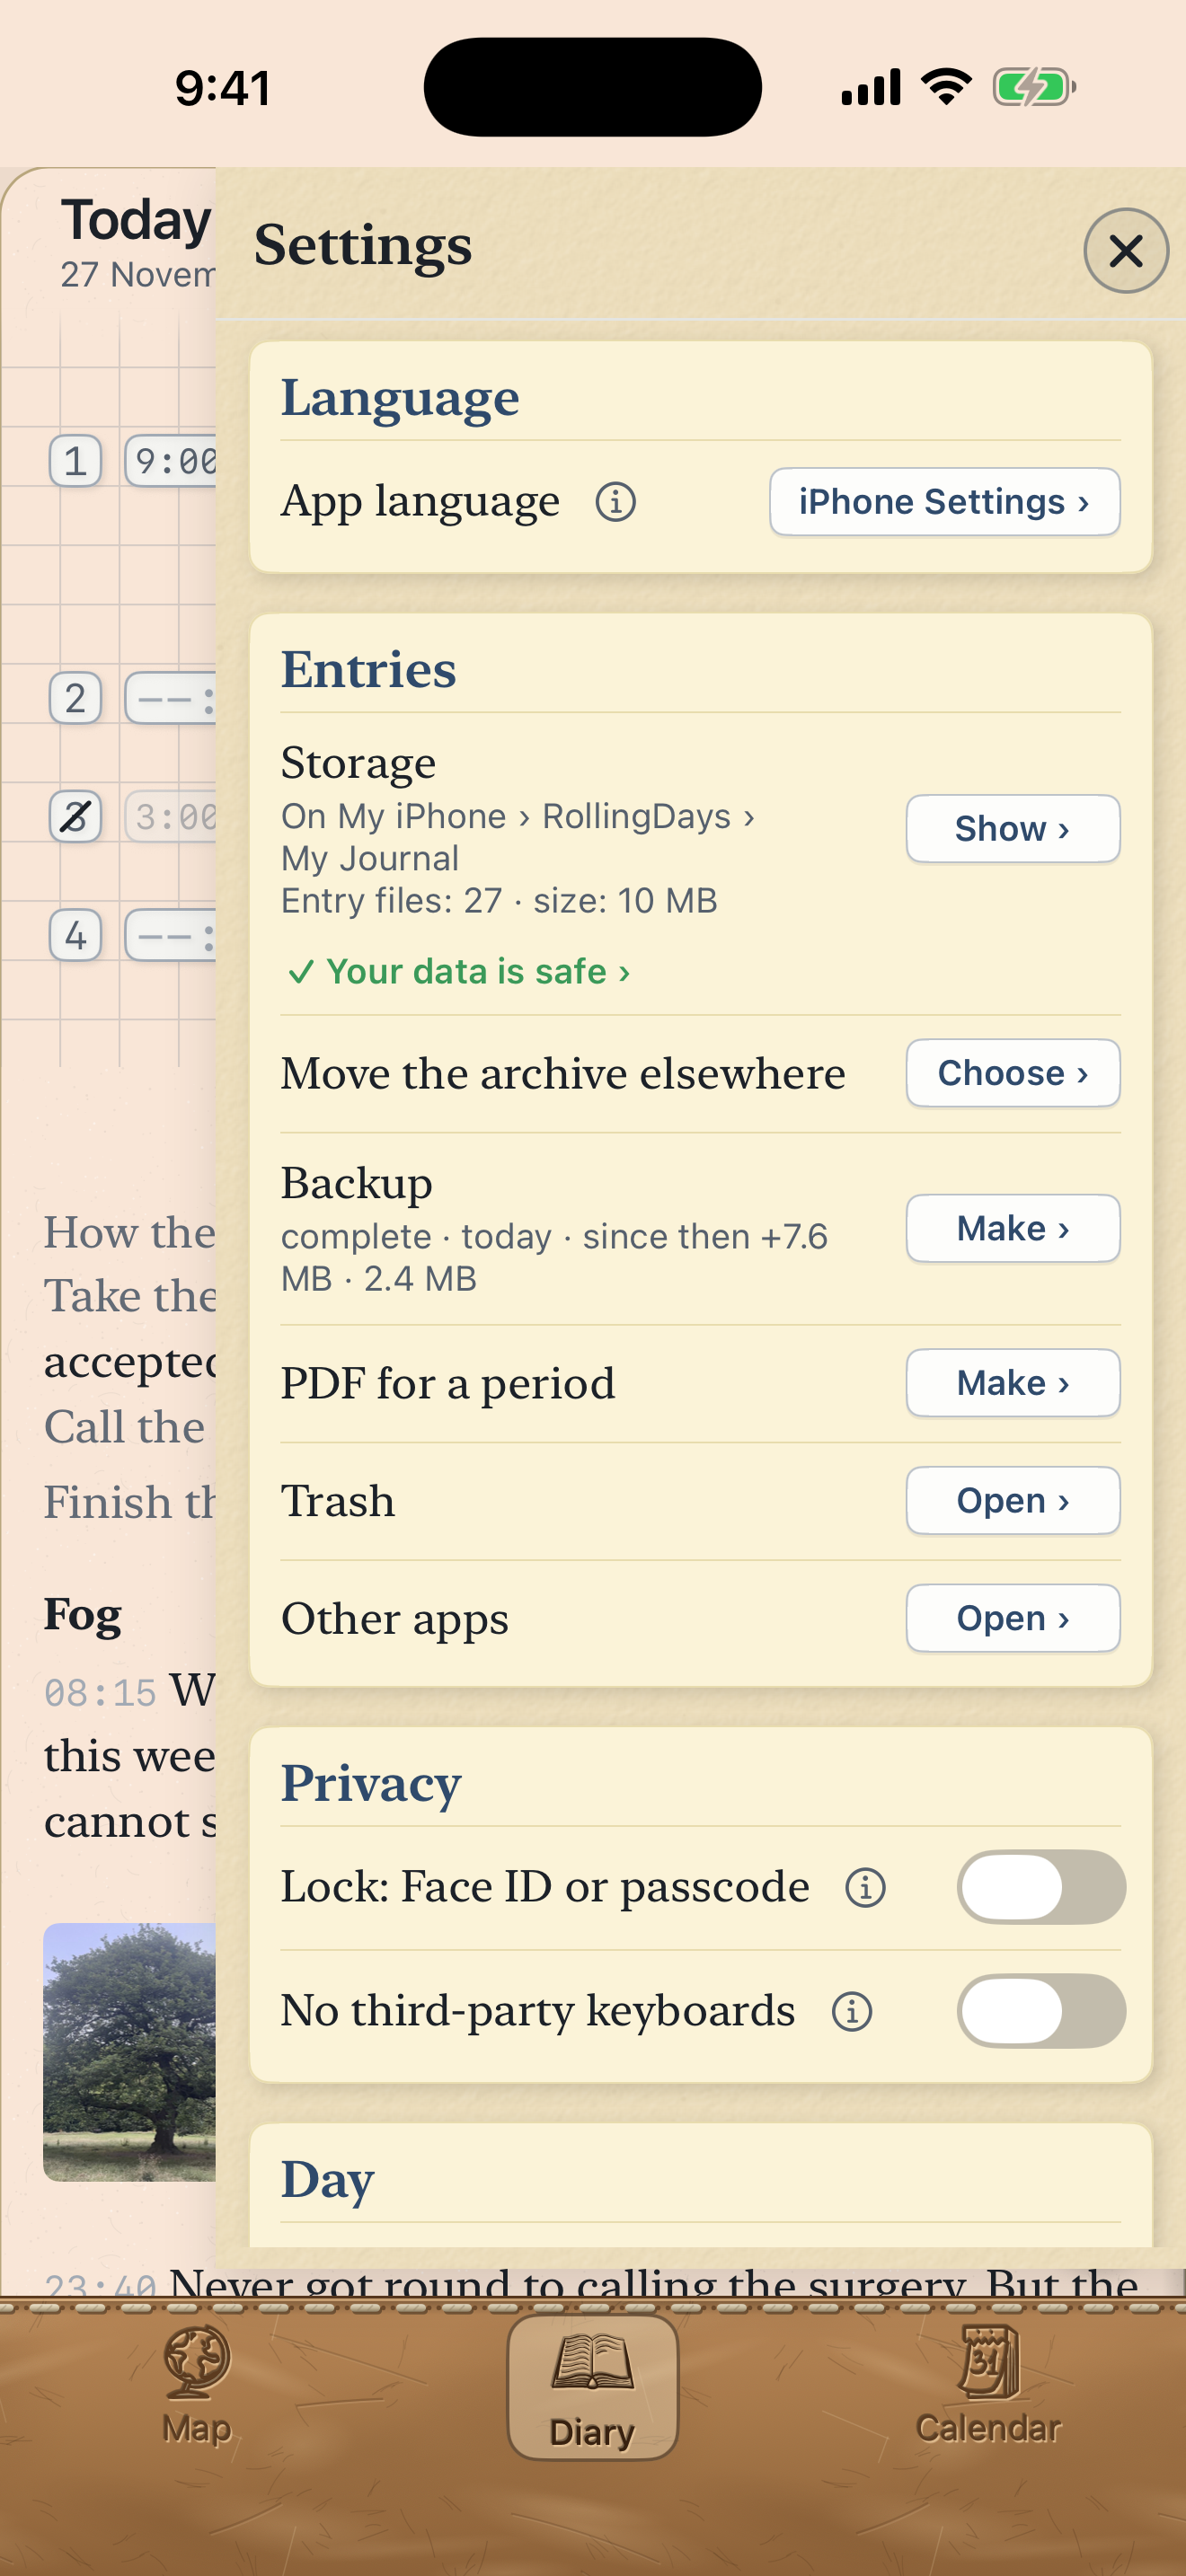 9:41
Today
27 Novem
Settings
Language
App language
iPhone Settings ›
1
9:00
Entries
2
--:
Storage
On My iPhone › RollingDays ›
My Journal
Entry files: 27 · size: 10 MB
Show ›
3
3:00
4
--:
✓ Your data is safe ›
Move the archive elsewhere
Choose ›
Backup
complete · today · since then +7.6
MB · 2.4 MB
Make ›
How the
Take the
accepted
Call the
Finish th
PDF for a period
Make ›
Trash
Open ›
Other apps
Open ›
Fog
08:15 W
this wee
cannot s
Privacy
Lock: Face ID or passcode
No third-party keyboards
Day
23:40 Never got round to calling the surgery. But the
Map
31
Diary
Calendar